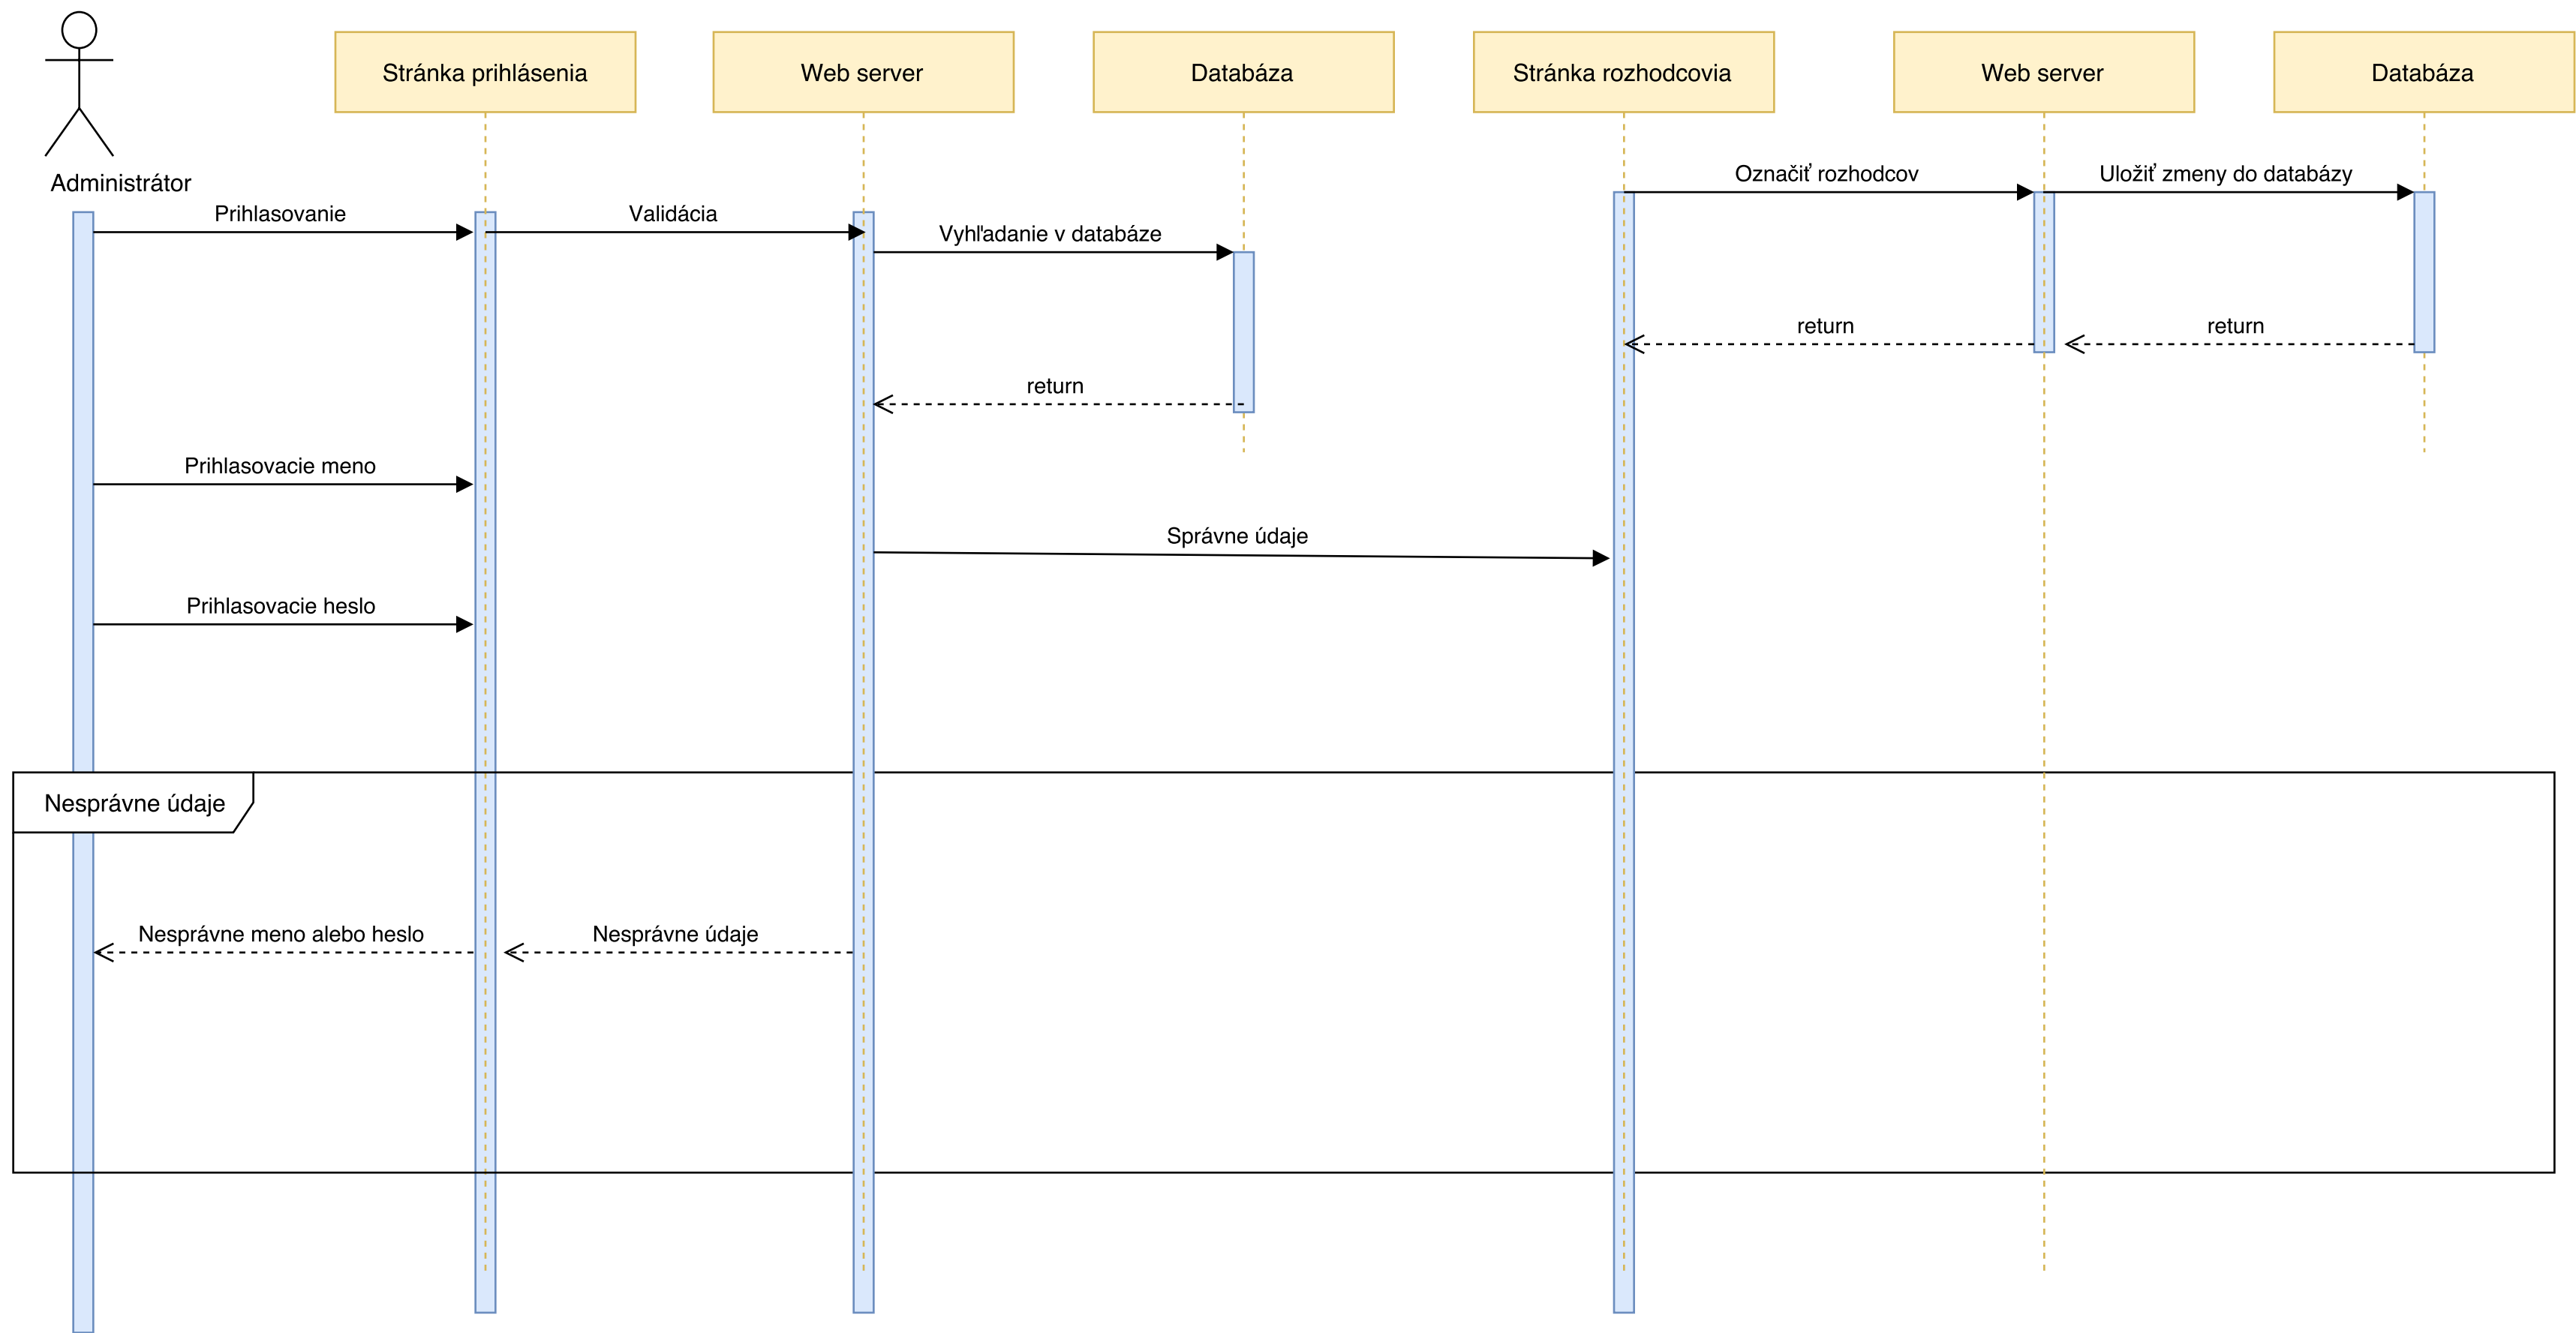 Stránka prihlásenia
Web server
Databáza
Stránka rozhodcovia
Web server
Databáza
Administrátor
Označiť rozhodcov
Uložiť zmeny do databázy
Prihlasovanie
Validácia
Vyhľadanie v databáze
return
return
return
Prihlasovacie meno
Správne údaje
Prihlasovacie heslo
Nesprávne údaje
Nesprávne meno alebo heslo
Nesprávne údaje